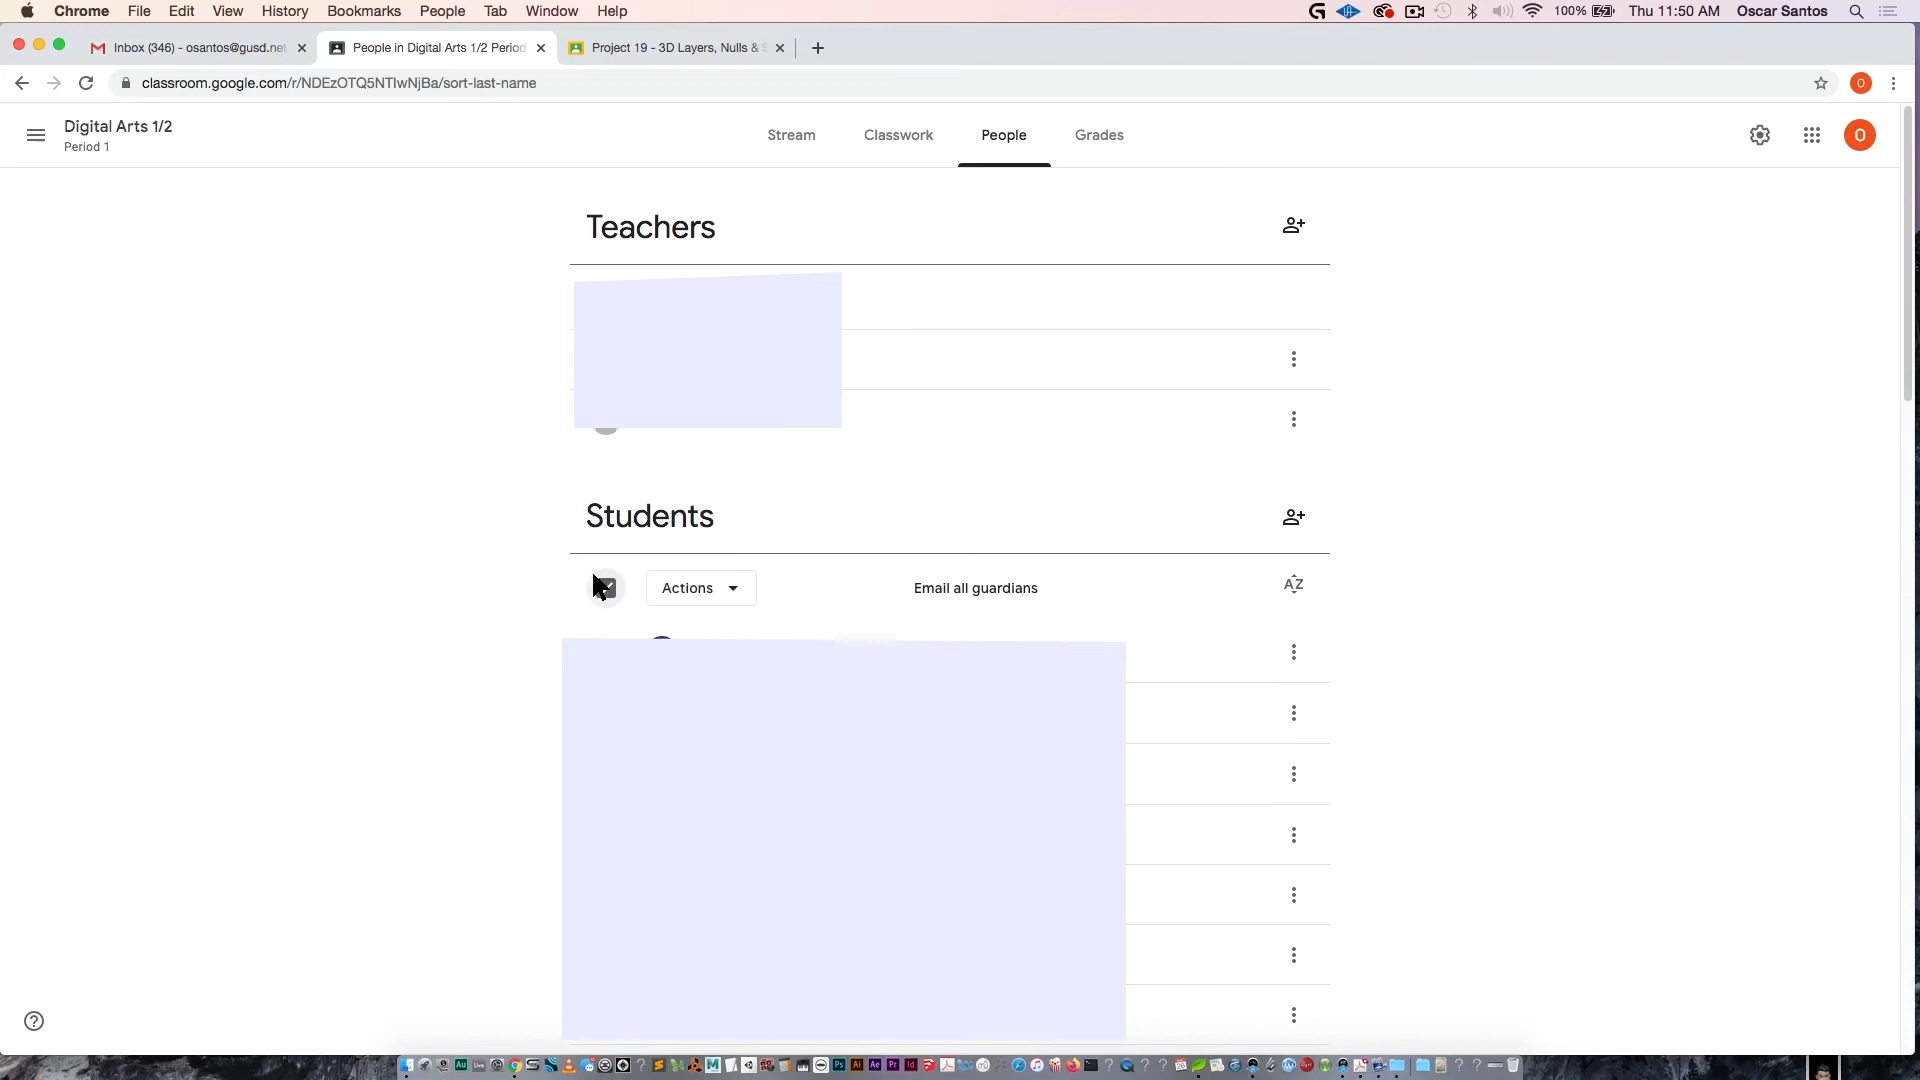 Chrome File Edit View History Bookmarks People Tab Window Help
100% Thu 11:50 AM Oscar Santos
Inbox (346) - osantos@gusd.net
People in Digital Arts 1/2 Period
Project 19 - 3D Layers, Nulls &
classroom.google.com/r/NDEzOTQ5NTIwNjBa/sort-last-name
O
Digital Arts 1/2
Period 1
Stream Classwork People Grades
O
Teachers
Students
Actions
Email all guardians
AZ